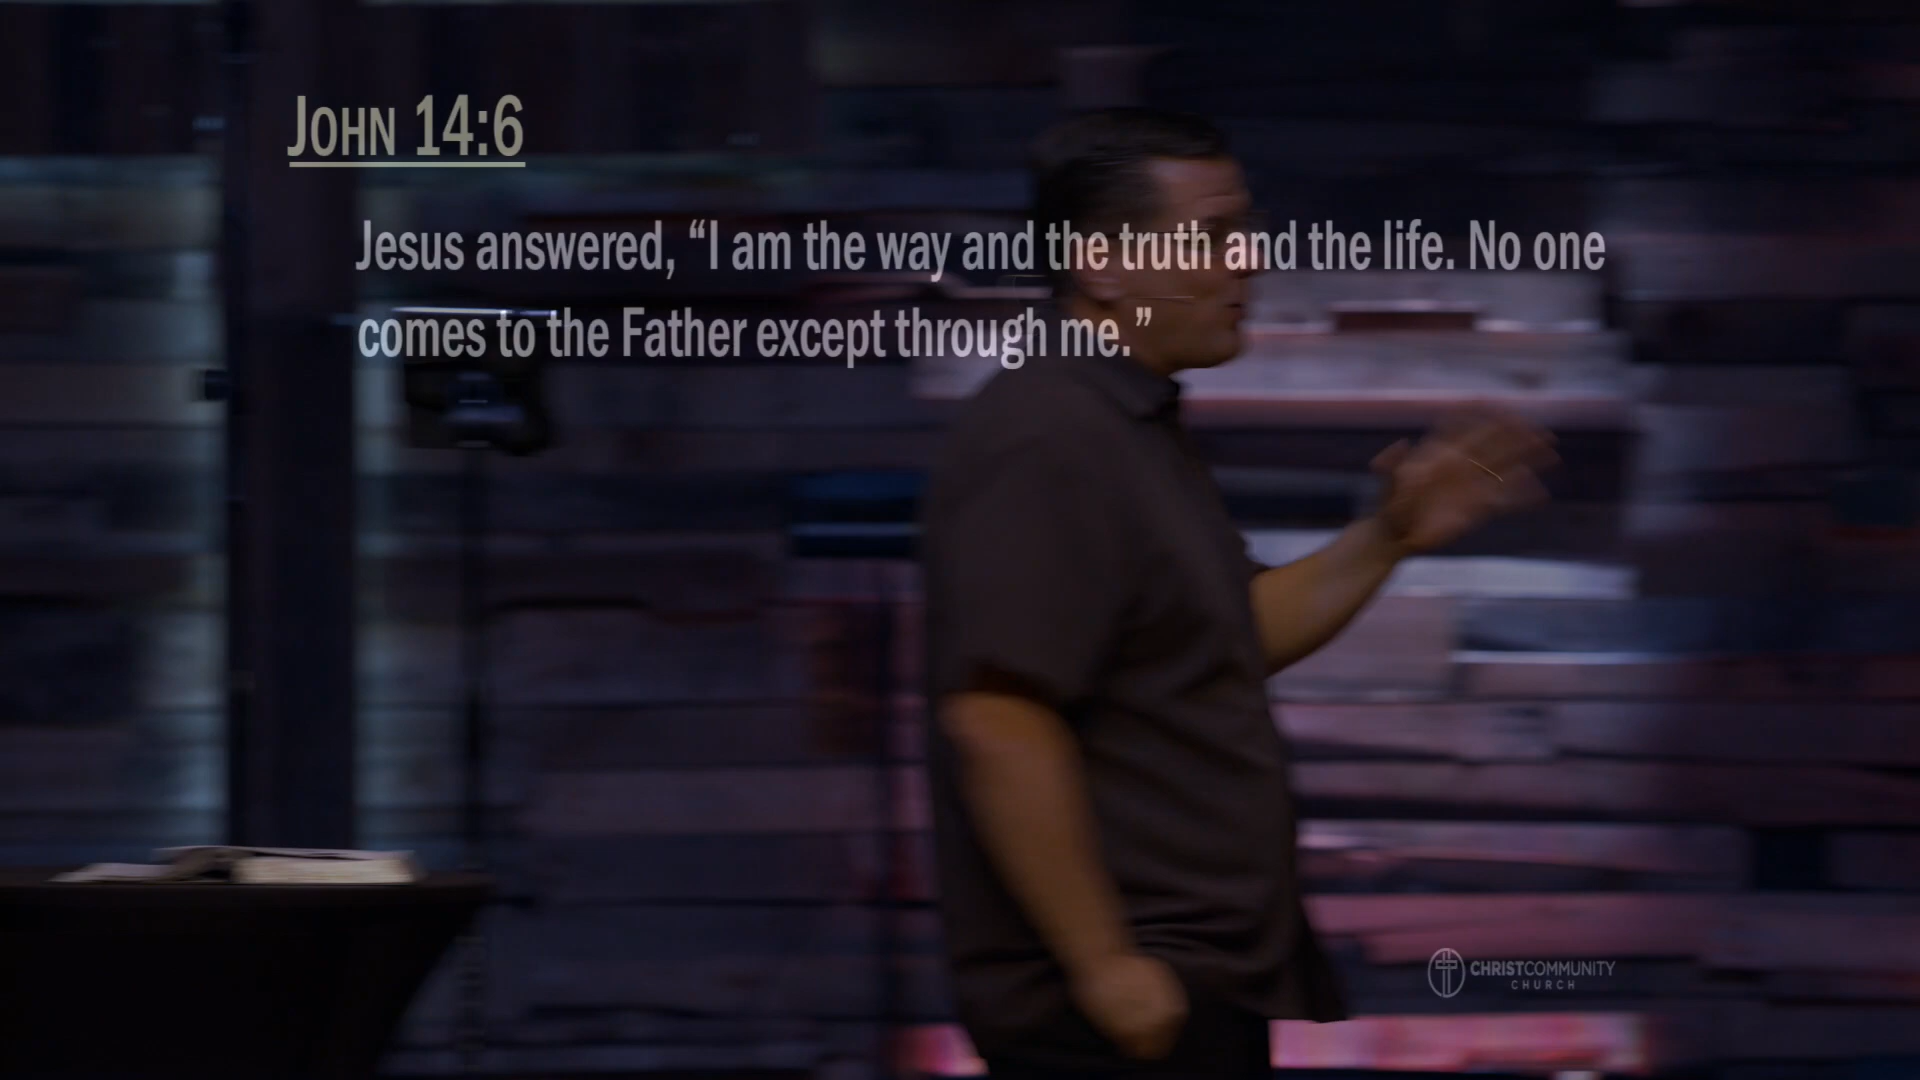 John 14:6
Jesus answered, “I am the way and the truth and the life. No one
comes to the Father except through me.”
CHRISTCOMMUNITY
CHURCH